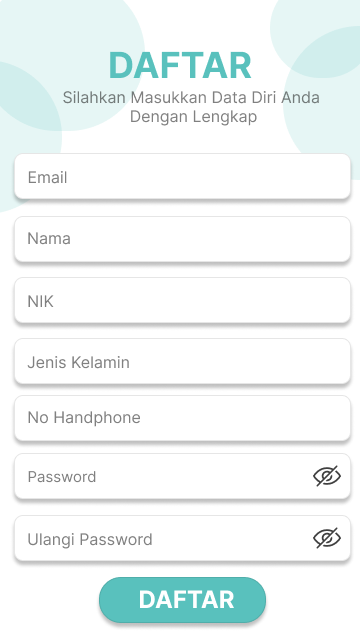 DAFTAR
Silahkan Masukkan Data Diri Anda
Dengan Lengkap
Email
Nama
NIK
Jenis Kelamin
No Handphone
Password
Ulangi Password
DAFTAR